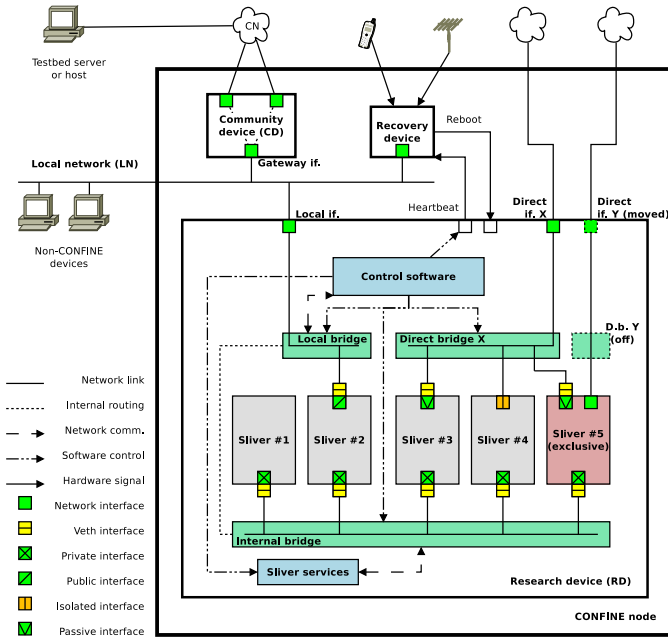 CN
Testbed server
or host
Community
device (CD)
Recovery
device
Reboot
Gateway if.
Local network (LN)
Heartbeat
Local if.
Direct
if. X
Direct
if. Y (moved)
Non-CONFINE
devices
Control software
D.b. Y
(off)
Local bridge
Direct bridge X
Sliver #1
Sliver #2
Sliver #3
Sliver #4
Sliver #5
(exclusive)
Internal bridge
Sliver services
Research device (RD)
CONFINE node
Network link
Internal routing
Network comm.
Software control
Hardware signal
Network interface
Veth interface
Private interface
Public interface
Isolated interface
Passive interface